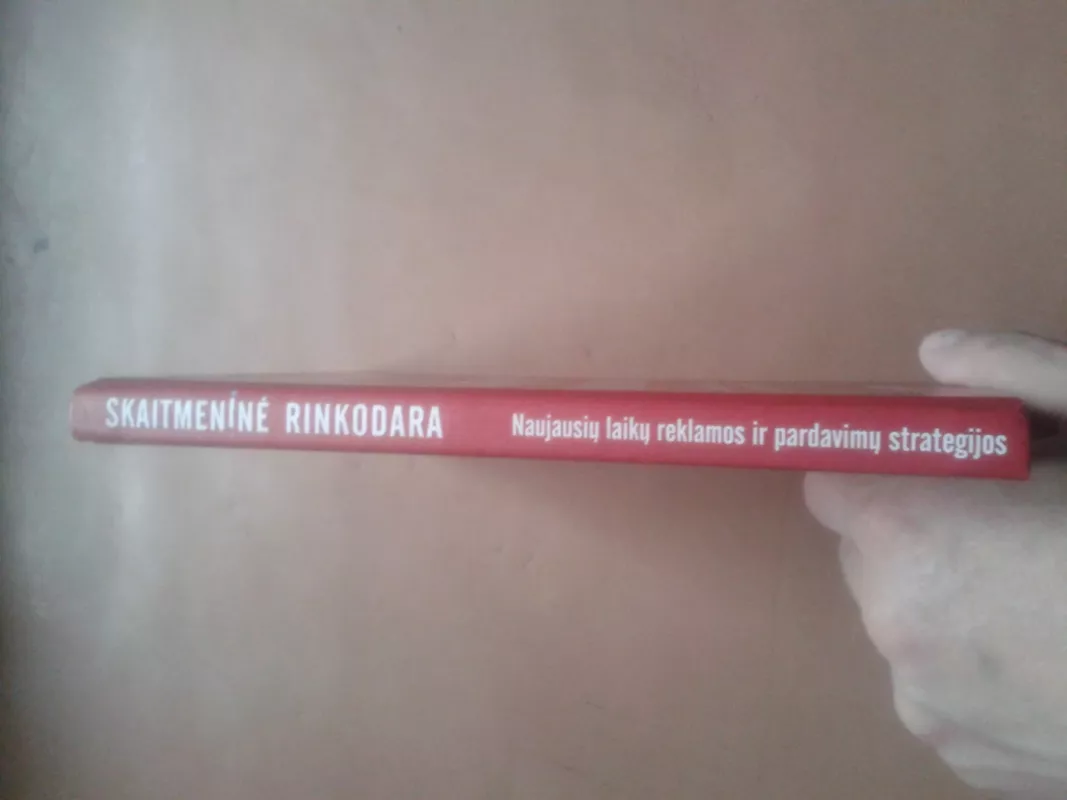 SKAITMENINĖ RINKODARA Naujausių laikų reklamos ir pardavimų strategijos